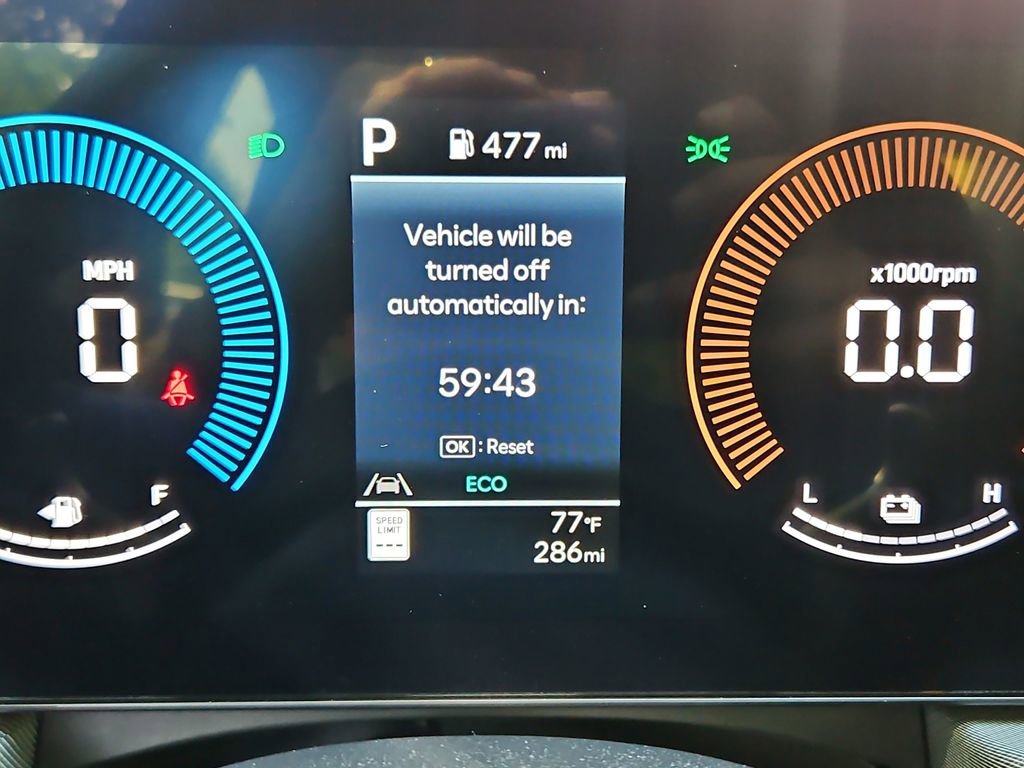 P 477 mi
Vehicle will be
turned off
automatically in:
MPH
0
x1000rpm
0.0
59:43
OK : Reset
ECO
F
L H
SPEED
LIMIT
---
77°F
286mi